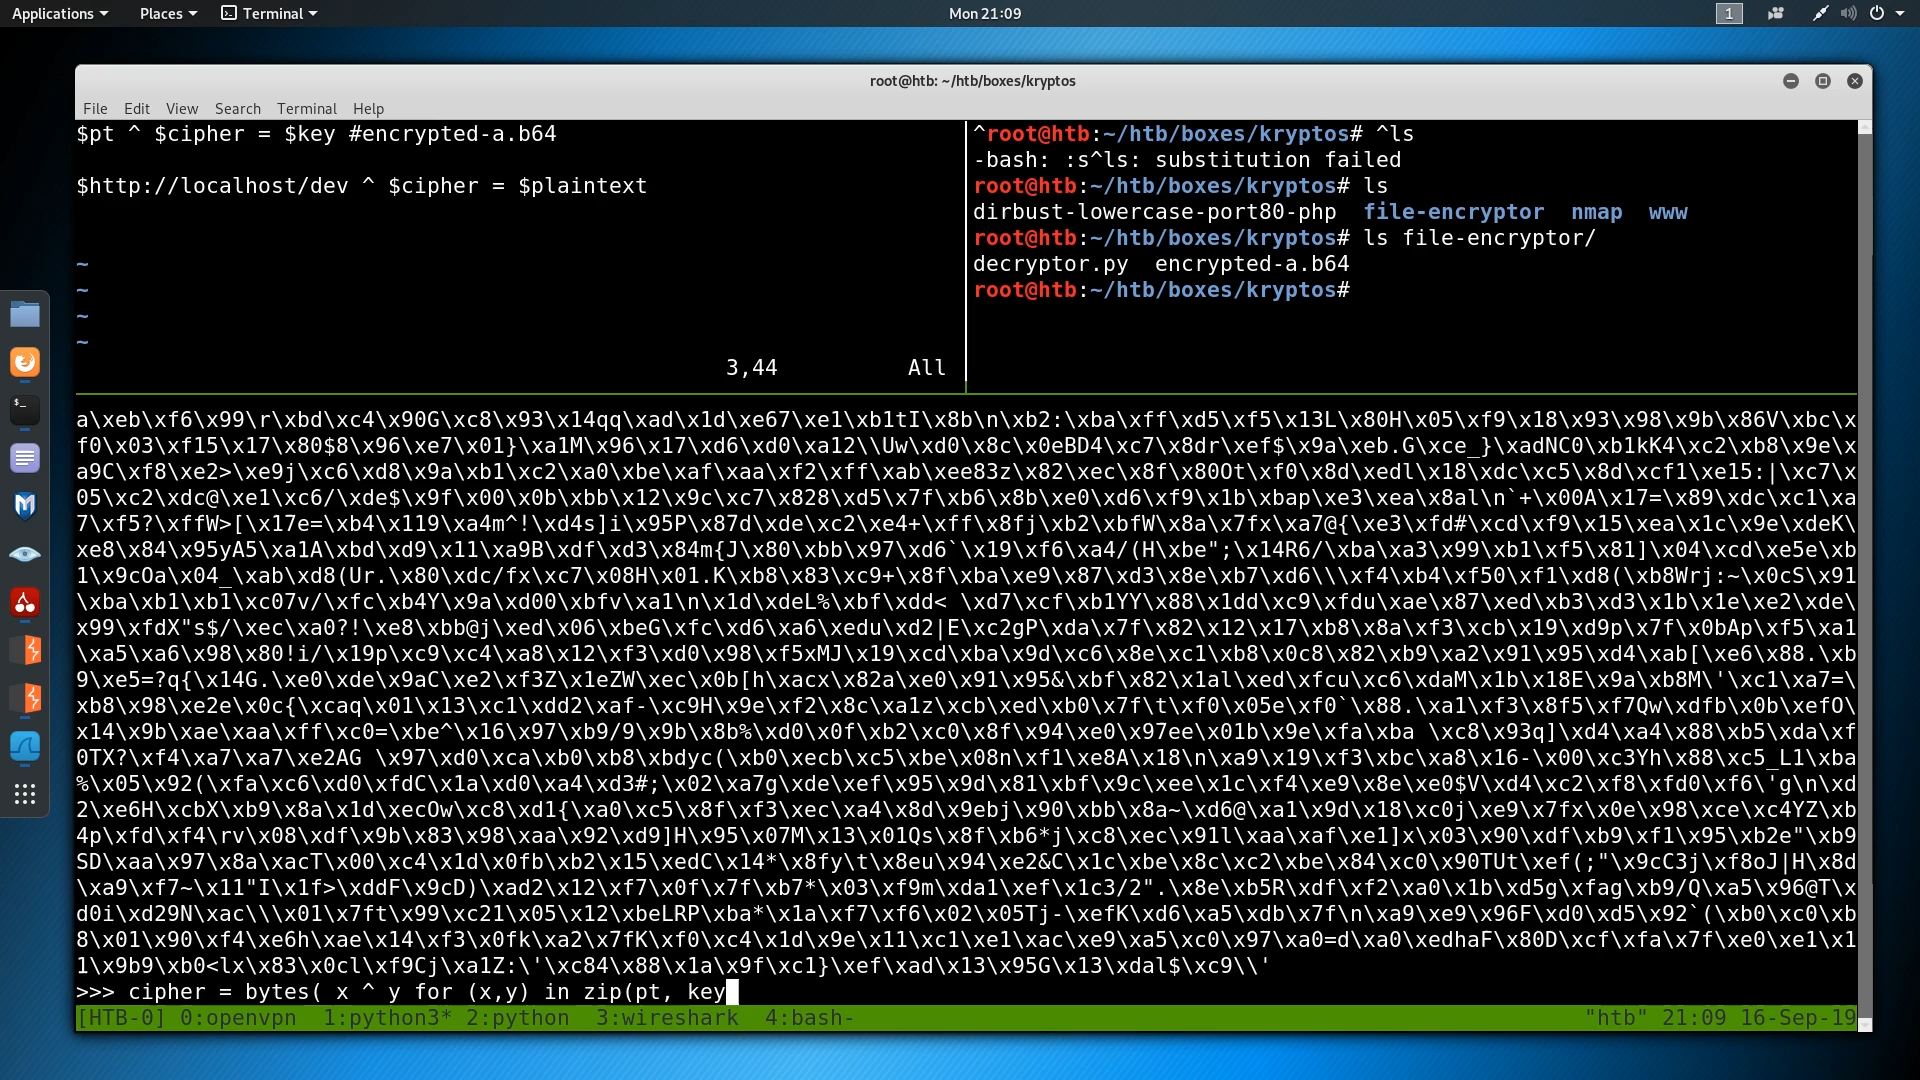 Applications Places Terminal Mon 21:09 1
root@htb: ~/htb/boxes/kryptos
File Edit View Search Terminal Help
$pt ^ $cipher = $key #encrypted-a.b64
$http://localhost/dev ^ $cipher = $plaintext
~
~
~
~
3,44 All
^root@htb:~/htb/boxes/kryptos# ^ls
-bash: :s^ls: substitution failed
root@htb:~/htb/boxes/kryptos# ls
dirbust-lowercase-port80-php file-encryptor nmap www
root@htb:~/htb/boxes/kryptos# ls file-encryptor/
decryptor.py encrypted-a.b64
root@htb:~/htb/boxes/kryptos#
a\xeb\xf6\x99\r\xbd\xc4\x90G\xc8\x93\x14qq\xad\x1d\xe67\xe1\xb1tI\x8b\n\xb2:\xba\xff\xd5\xf5\x13L\x80H\x05\xf9\x18\x93\x98\x9b\x86V\xbc\x
f0\x03\xf15\x17\x80$8\x96\xe7\x01}\xa1M\x96\x17\xd6\xd0\xa12\\Uw\xd0\x8c\x0eBD4\xc7\x8dr\xef$\x9a\xeb.G\xce_}\xadNC0\xb1kK4\xc2\xb8\x9e\x
a9C\xf8\xe2>\xe9j\xc6\xd8\x9a\xb1\xc2\xa0\xbe\xaf\xaa\xf2\xff\xab\xee83z\x82\xec\x8f\x80Ot\xf0\x8d\xedl\x18\xdc\xc5\x8d\xcf1\xe15:|\xc7\x
05\xc2\xdc@\xe1\xc6/\xde$\x9f\x00\x0b\xbb\x12\x9c\xc7\x828\xd5\x7f\xb6\x8b\xe0\xd6\xf9\x1b\xbap\xe3\xea\x8al\n`+\x00A\x17=\x89\xdc\xc1\xa
7\xf5?\xffW>[\x17e=\xb4\x119\xa4m^!\xd4s]i\x95P\x87d\xde\xc2\xe4+\xff\x8fj\xb2\xbfW\x8a\x7fx\xa7@{\xe3\xfd#\xcd\xf9\x15\xea\x1c\x9e\xdeK\
xe8\x84\x95yA5\xa1A\xbd\xd9\x11\xa9B\xdf\xd3\x84m{J\x80\xbb\x97\xd6`\x19\xf6\xa4/(H\xbe";\x14R6/\xba\xa3\x99\xb1\xf5\x81]\x04\xcd\xe5e\xb
1\x9cOa\x04_\xab\xd8(Ur.\x80\xdc/fx\xc7\x08H\x01.K\xb8\x83\xc9+\x8f\xba\xe9\x87\xd3\x8e\xb7\xd6\\\xf4\xb4\xf50\xf1\xd8(\xb8Wrj:~\x0cS\x91
\xba\xb1\xb1\xc07v/\xfc\xb4Y\x9a\xd00\xbfv\xa1\n\x1d\xdeL%\xbf\xdd< \xd7\xcf\xb1YY\x88\x1dd\xc9\xfdu\xae\x87\xed\xb3\xd3\x1b\x1e\xe2\xde\
x99\xfdX"s$/\xec\xa0?!\xe8\xbb@j\xed\x06\xbeG\xfc\xd6\xa6\xedu\xd2|E\xc2gP\xda\x7f\x82\x12\x17\xb8\x8a\xf3\xcb\x19\xd9p\x7f\x0bAp\xf5\xa1
\xa5\xa6\x98\x80!i/\x19p\xc9\xc4\xa8\x12\xf3\xd0\x98\xf5xMJ\x19\xcd\xba\x9d\xc6\x8e\xc1\xb8\x0c8\x82\xb9\xa2\x91\x95\xd4\xab[\xe6\x88.\xb
9\xe5=?q{\x14G.\xe0\xde\x9aC\xe2\xf3Z\x1eZW\xec\x0b[h\xacx\x82a\xe0\x91\x95&\xbf\x82\x1al\xed\xfcu\xc6\xdaM\x1b\x18E\x9a\xb8M\'\xc1\xa7=\
xb8\x98\xe2e\x0c{\xcaq\x01\x13\xc1\xdd2\xaf-\xc9H\x9e\xf2\x8c\xa1z\xcb\xed\xb0\x7f\t\xf0\x05e\xf0`\x88.\xa1\xf3\x8f5\xf7Qw\xdfb\x0b\xefO\
x14\x9b\xae\xaa\xff\xc0=\xbe^\x16\x97\xb9/9\x9b\x8b%\xd0\x0f\xb2\xc0\x8f\x94\xe0\x97ee\x01b\x9e\xfa\xba \xc8\x93q]\xd4\xa4\x88\xb5\xda\xf
0TX?\xf4\xa7\xa7\xe2AG \x97\xd0\xca\xb0\xb8\xbdyc(\xb0\xecb\xc5\xbe\x08n\xf1\xe8A\x18\n\xa9\x19\xf3\xbc\xa8\x16-\x00\xc3Yh\x88\xc5_L1\xba
%\x05\x92(\xfa\xc6\xd0\xfdC\x1a\xd0\xa4\xd3#;\x02\xa7g\xde\xef\x95\x9d\x81\xbf\x9c\xee\x1c\xf4\xe9\x8e\xe0$V\xd4\xc2\xf8\xfd0\xf6\'g\n\xd
2\xe6H\xcbX\xb9\x8a\x1d\xecOw\xc8\xd1{\xa0\xc5\x8f\xf3\xec\xa4\x8d\x9ebj\x90\xbb\x8a~\xd6@\xa1\x9d\x18\xc0j\xe9\x7fx\x0e\x98\xce\xc4YZ\xb
4p\xfd\xf4\rv\x08\xdf\x9b\x83\x98\xaa\x92\xd9]H\x95\x07M\x13\x01Qs\x8f\xb6*j\xc8\xec\x91l\xaa\xaf\xe1]x\x03\x90\xdf\xb9\xf1\x95\xb2e"\xb9
SD\xaa\x97\x8a\xacT\x00\xc4\x1d\x0fb\xb2\x15\xedC\x14*\x8fy\t\x8eu\x94\xe2&C\x1c\xbe\x8c\xc2\xbe\x84\xc0\x90TUt\xef(;"\x9cC3j\xf8oJ|H\x8d
\xa9\xf7~\x11"I\x1f>\xddF\x9cD)\xad2\x12\xf7\x0f\x7f\xb7*\x03\xf9m\xda1\xef\x1c3/2".\x8e\xb5R\xdf\xf2\xa0\x1b\xd5g\xfag\xb9/Q\xa5\x96@T\x
d0i\xd29N\xac\\\x01\x7ft\x99\xc21\x05\x12\xbeLRP\xba*\x1a\xf7\xf6\x02\x05Tj-\xefK\xd6\xa5\xdb\x7f\n\xa9\xe9\x96F\xd0\xd5\x92`(\xb0\xc0\xb
8\x01\x90\xf4\xe6h\xae\x14\xf3\x0fk\xa2\x7fK\xf0\xc4\x1d\x9e\x11\xc1\xe1\xac\xe9\xa5\xc0\x97\xa0=d\xa0\xedhaF\x80D\xcf\xfa\x7f\xe0\xe1\x1
1\x9b9\xb0<lx\x83\x0cl\xf9Cj\xa1Z:\'\xc84\x88\x1a\x9f\xc1}\xef\xad\x13\x95G\x13\xdal$\xc9\\'
>>> cipher = bytes( x ^ y for (x,y) in zip(pt, key
[HTB-0] 0:openvpn 1:python3* 2:python 3:wireshark 4:bash- "htb" 21:09 16-Sep-19